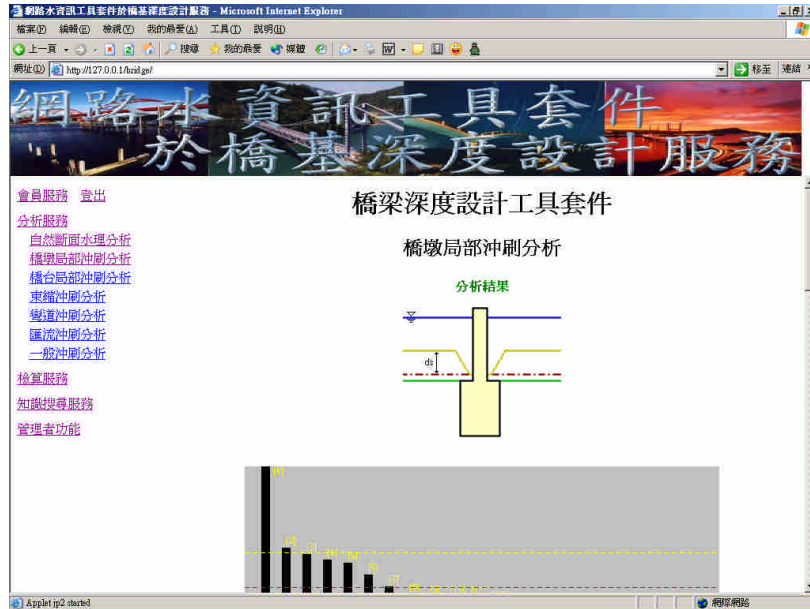 網路水資訊工具套件於橋基深度設計服務 - Microsoft Internet Explorer
檔案(F) 編輯(E) 檢視(V) 我的最愛(A) 工具(T) 說明(H)
上一頁 搜尋 我的最愛 媒體
網址(D) http://127.0.0.1/bridge/ 移至 連結
網路水資訊工具套件
於橋基深度設計服務
會員服務 登出
分析服務
自然斷面水理分析
橋墩局部沖刷分析
橋台局部沖刷分析
束縮沖刷分析
彎道沖刷分析
匯流沖刷分析
一般沖刷分析
檢算服務
知識搜尋服務
管理者功能
橋梁深度設計工具套件
橋墩局部沖刷分析
分析結果
ds
Applet jp2 started 網際網路